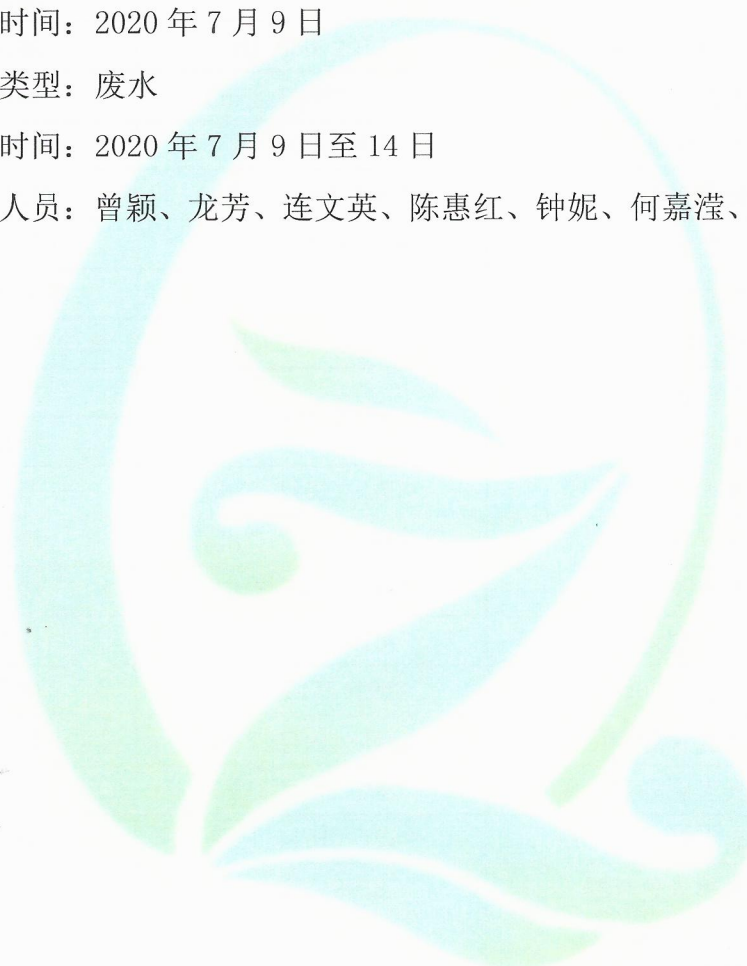 时间：2020 年 7 月 9 日
类型：废水
时间：2020 年 7 月 9 日至 14 日
人员：曾颖、龙芳、连文英、陈惠红、钟妮、何嘉滢、